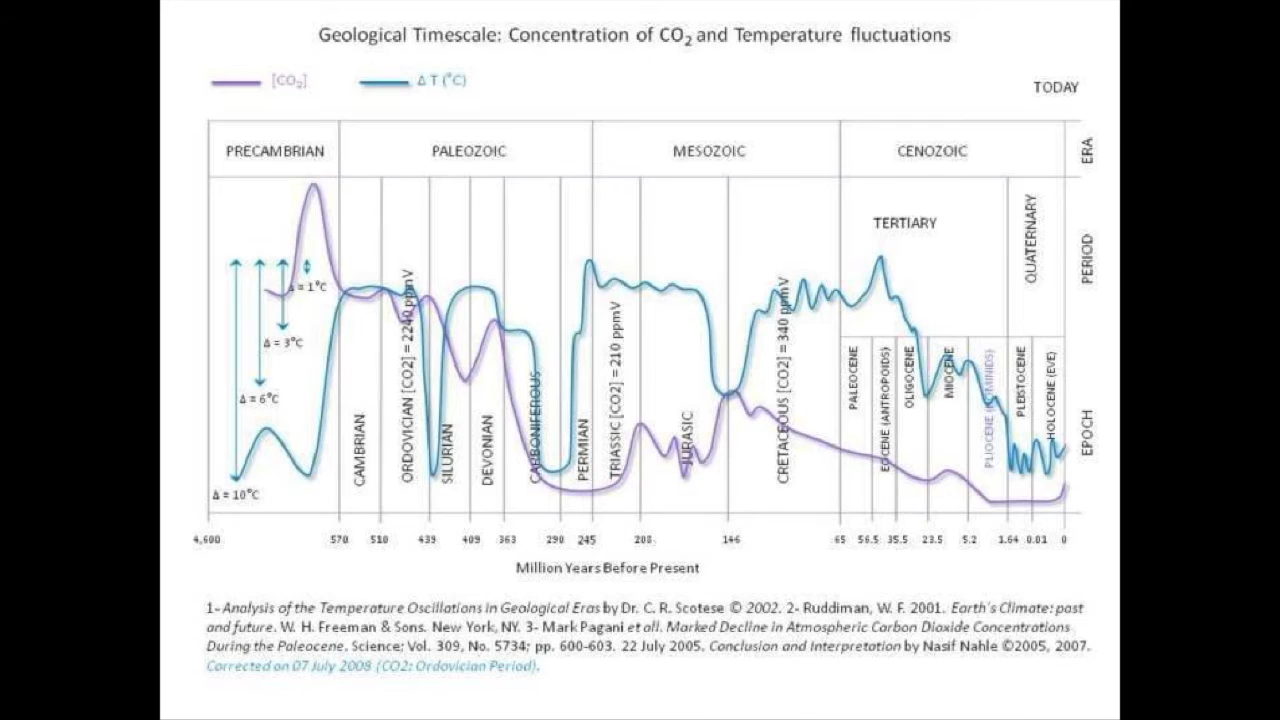 Geological Timescale: Concentration of CO2 and Temperature fluctuations
[CO2]
Δ T (°C)
TODAY
PRECAMBRIAN
PALEOZOIC
MESOZOIC
CENOZOIC
ERA
TERTIARY
QUATERNARY
PERIOD
Δ = 1°C
Δ = 3°C
Δ = 6°C
Δ = 10°C
CAMBRIAN
ORDOVICIAN [CO2] = 2240 ppmV
SILURIAN
DEVONIAN
CARBONIFEROUS
PERMIAN
TRIASSIC [CO2] = 210 ppmV
JURASIC
CRETACEOUS [CO2] = 340 ppmV
PALEOCENE
EOCENE (ANTROPOIDS)
OLIGOCENE
MIOCENE
PLIOCENE (HOMINIDS)
PLEISTOCENE
HOLOCENE (EVE)
EPOCH
4,600 570 510 439 409 363 290 245 208 146 65 56.5 35.5 23.5 5.2 1.64 0.01 0
Million Years Before Present
1- Analysis of the Temperature Oscillations in Geological Eras by Dr. C. R. Scotese © 2002. 2- Ruddiman, W. F. 2001. Earth's Climate: past
and future. W. H. Freeman & Sons. New York, NY. 3- Mark Pagani et all. Marked Decline in Atmospheric Carbon Dioxide Concentrations
During the Paleocene. Science; Vol. 309, No. 5734; pp. 600-603. 22 July 2005. Conclusion and Interpretation by Nasif Nahle ©2005, 2007.
Corrected on 07 July 2008 (CO2: Ordovician Period).